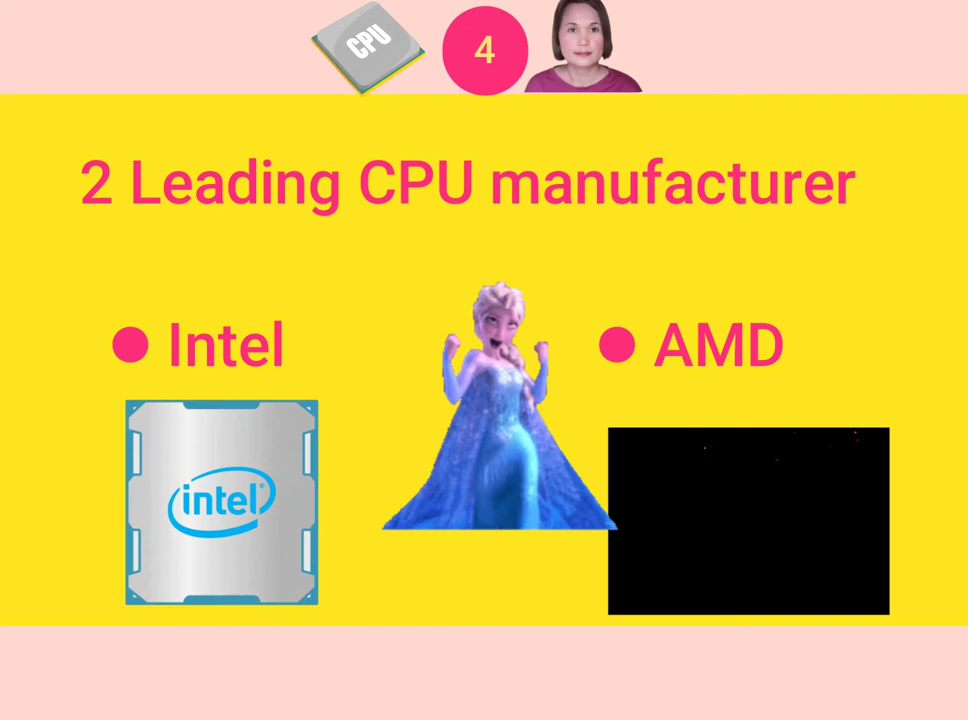 CPU
4
2 Leading CPU manufacturer
● Intel
● AMD
intel®